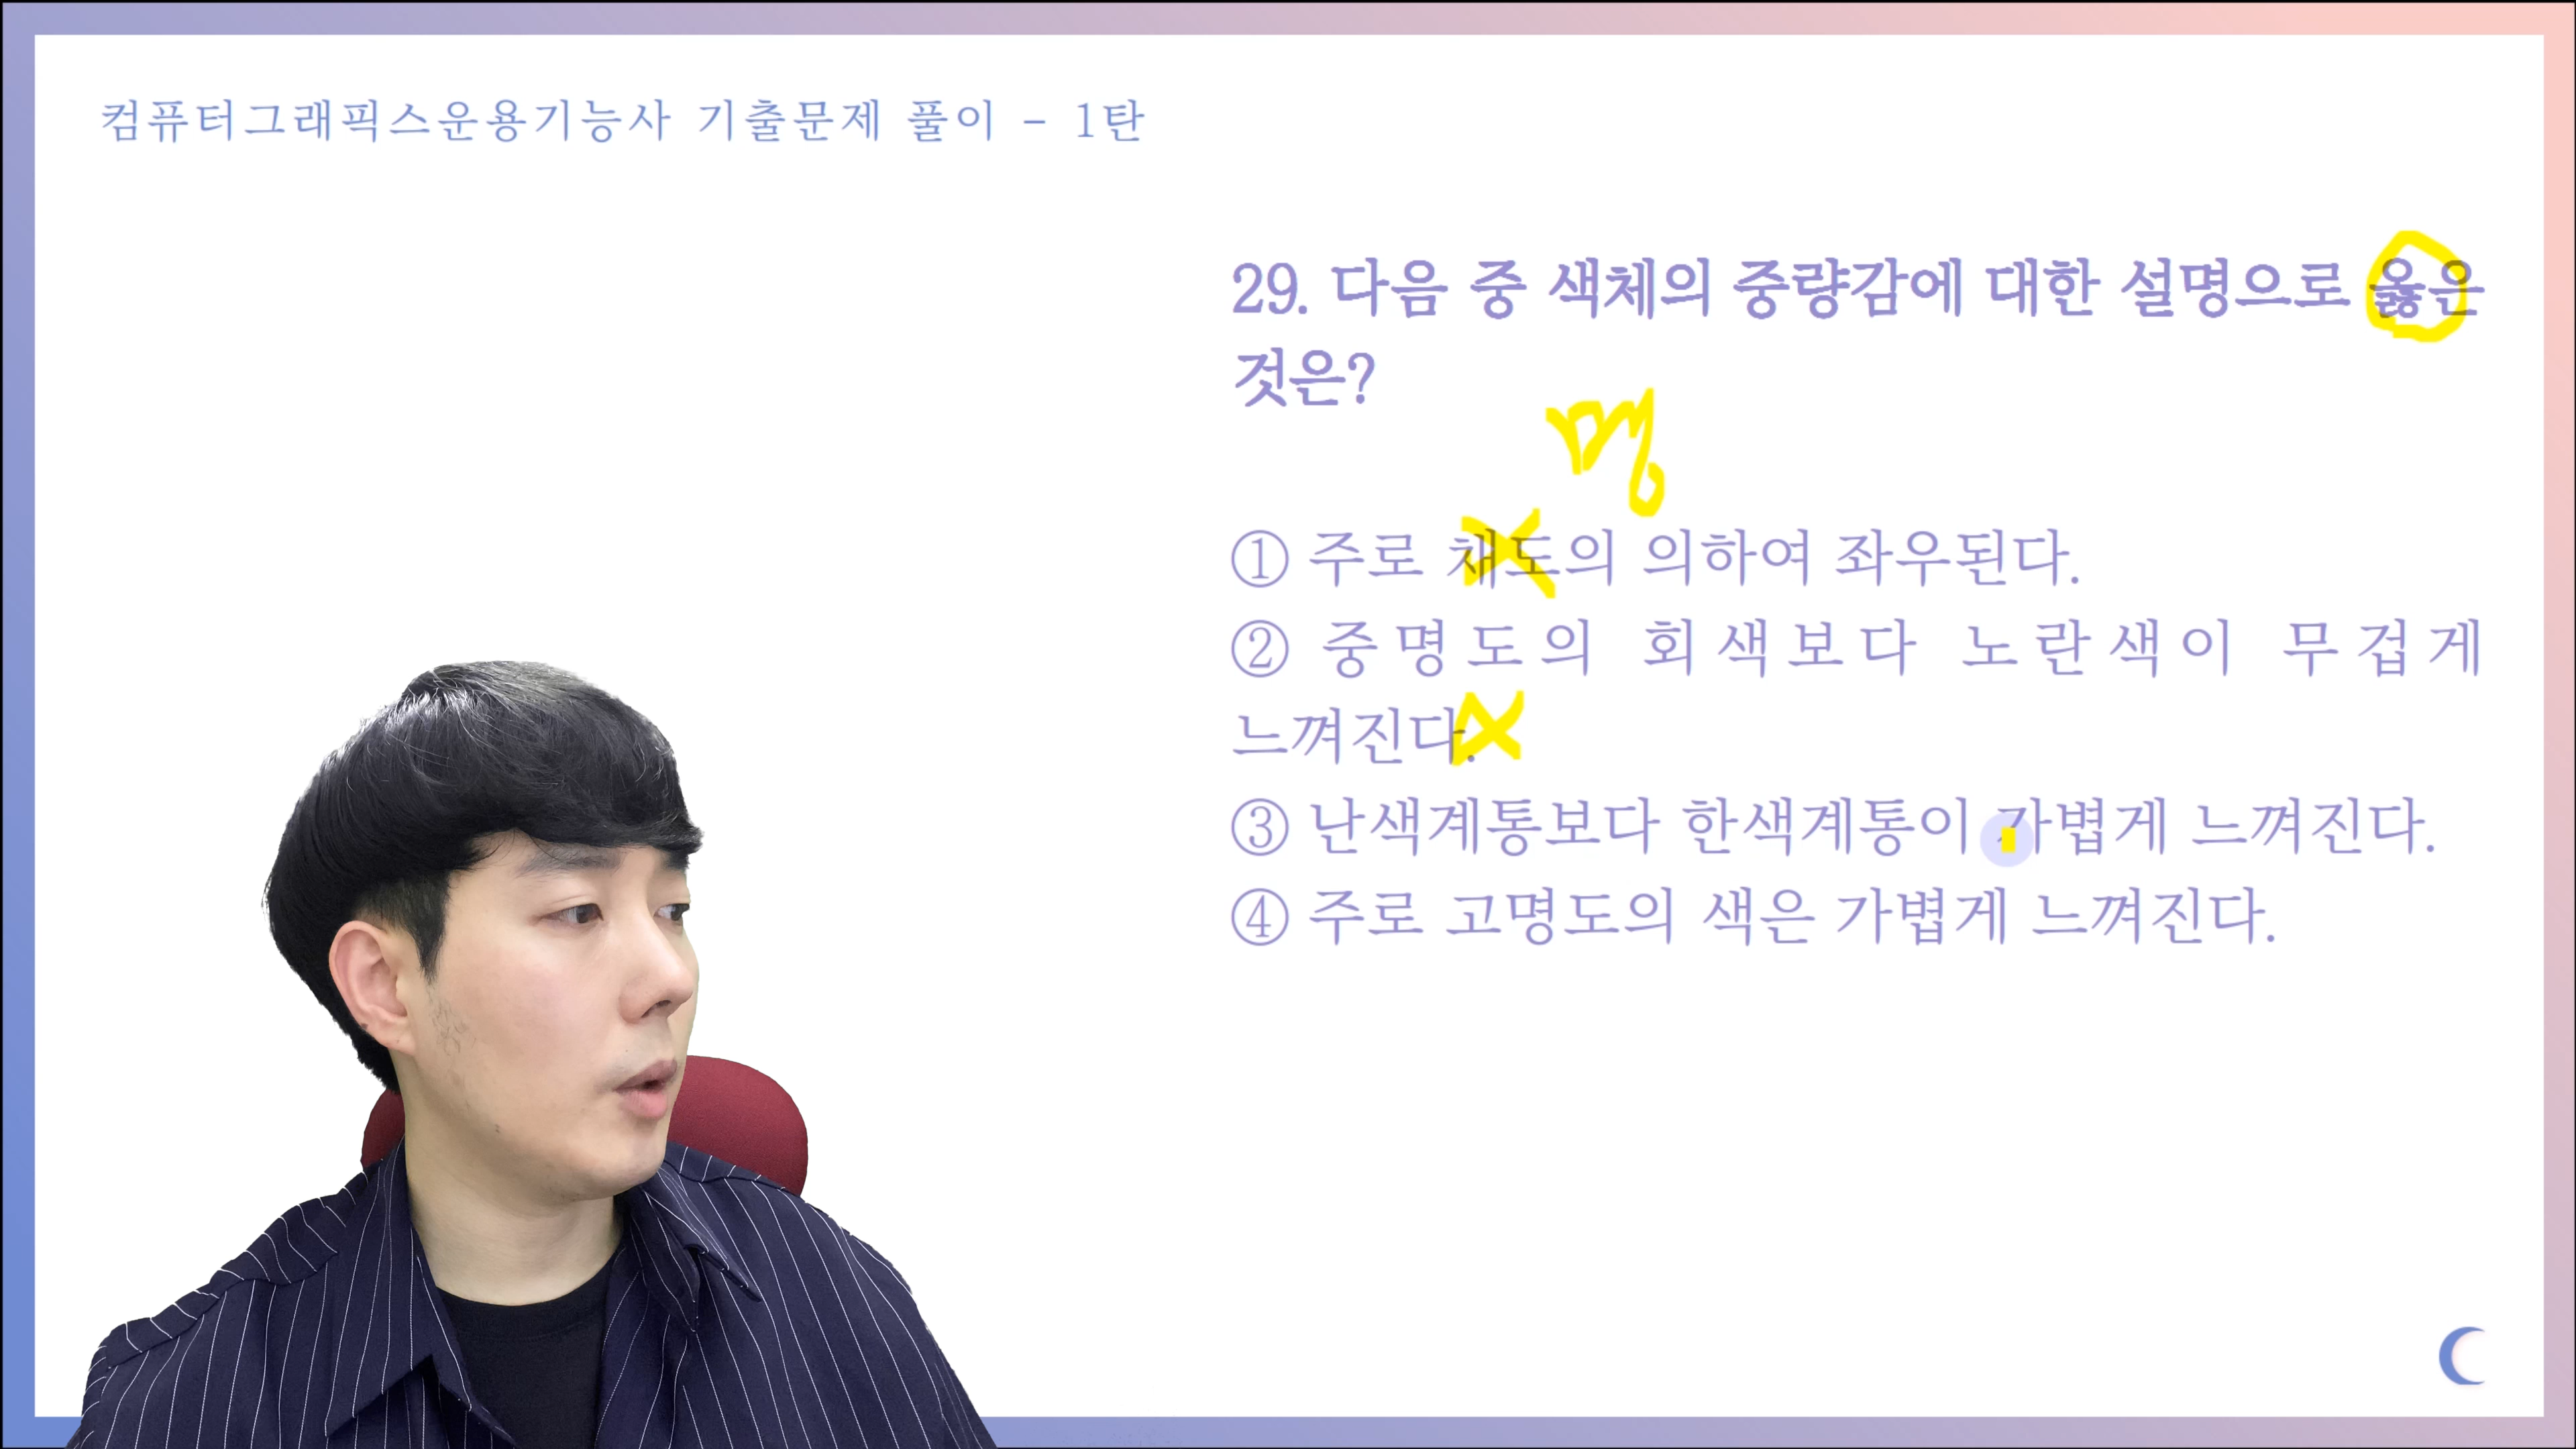 컴퓨터그래픽스운용기능사 기출문제 풀이 - 1탄
29. 다음 중 색체의 중량감에 대한 설명으로 옳은
것은?
명
① 주로 채도의 의하여 좌우된다.
② 중명도의 회색보다 노란색이 무겁게
느껴진다.
③ 난색계통보다 한색계통이 가볍게 느껴진다.
④ 주로 고명도의 색은 가볍게 느껴진다.